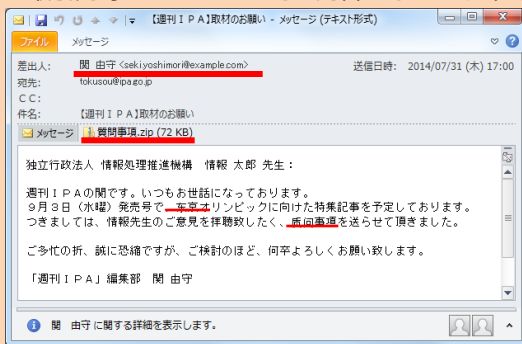 【週刊IPA】取材のお願い - メッセージ (テキスト形式)
ファイル メッセージ
差出人: 関 由守 <sekiyoshimori@example.com> 送信日時: 2014/07/31 (木) 17:00
宛先: tokusou@ipa.go.jp
CC:
件名: 【週刊IPA】取材のお願い
メッセージ 質問事項.zip (72 KB)
独立行政法人 情報処理推進機構 情報 太郎 先生:
週刊IPAの関です。いつもお世話になっております。
9月3日(水曜)発売号で、东京オリンピックに向けた特集記事を予定しております。
つきましては、情報先生のご意見を拝聴致したく、质问事項を送らせて頂きました。
ご多忙の折、誠に恐縮ですが、ご検討のほど、何卒よろしくお願い致します。
「週刊IPA」編集部 関 由守
関 由守 に関する詳細を表示します。